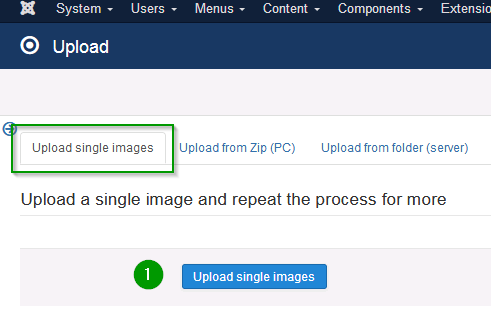 System Users Menus Content Components Extensio
Upload
Upload single images Upload from Zip (PC) Upload from folder (server)
Upload a single image and repeat the process for more
1 Upload single images